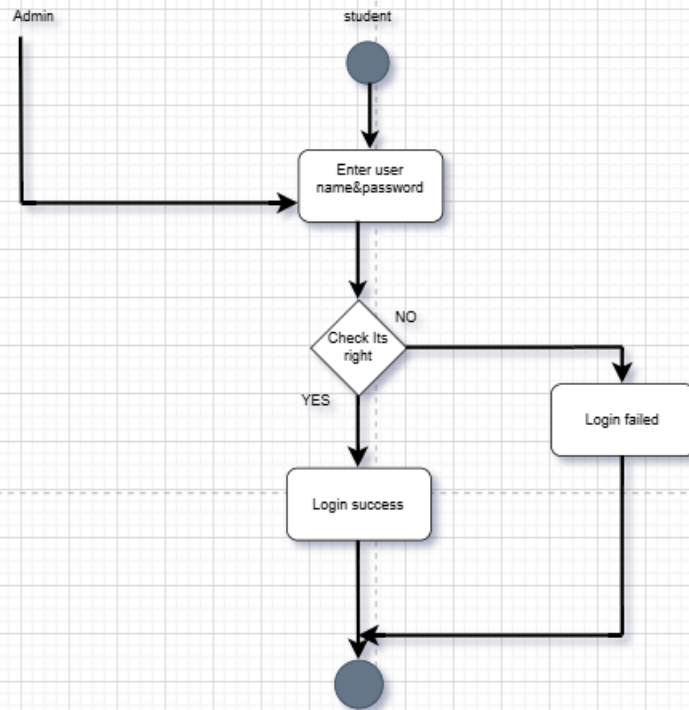 Admin
student
Enter user
name&password
NO
Check Its
right
YES
Login failed
Login success